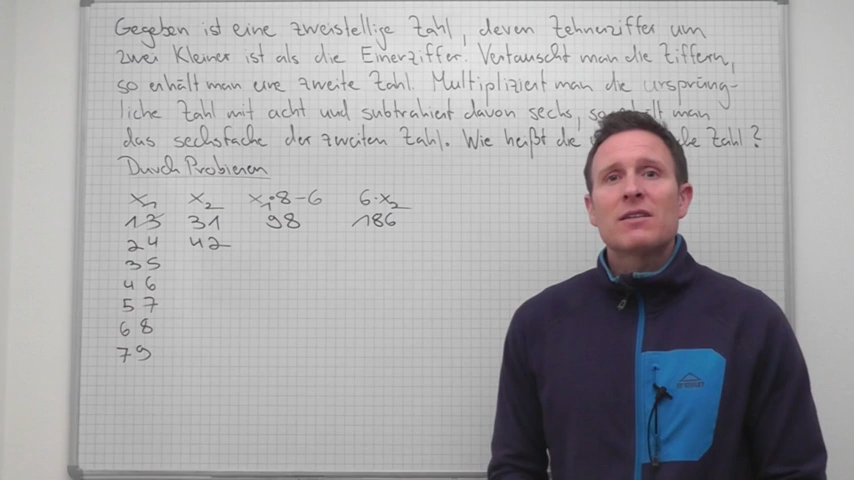 Gegeben ist eine zweistellige Zahl, deren Zehnerziffer um
zwei kleiner ist als die Einerziffer. Vertauscht man die Ziffern,
so erhält man eine zweite Zahl. Multipliziert man die ursprüng-
liche Zahl mit acht und subtrahiert davon sechs, so man
das sechsfache der zweiten Zahl. Wie heißt die Zahl?
Durch Probieren
x₁ x₂ x₁·8-6 6·x₂
13 31 98 186
24 42
35
46
57
68
79